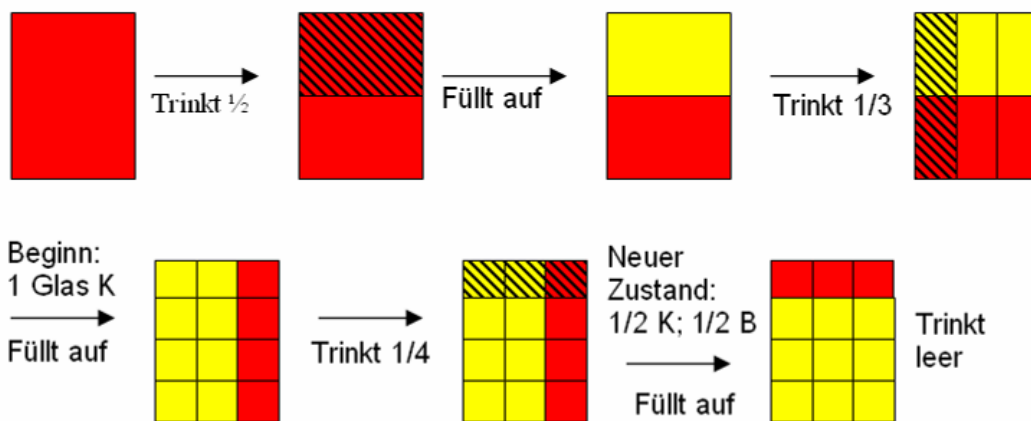 Trinkt ½
Füllt auf
Trinkt 1/3
Beginn:
1 Glas K
Füllt auf
Trinkt 1/4
Neuer
Zustand:
1/2 K; 1/2 B
Füllt auf
Trinkt
leer